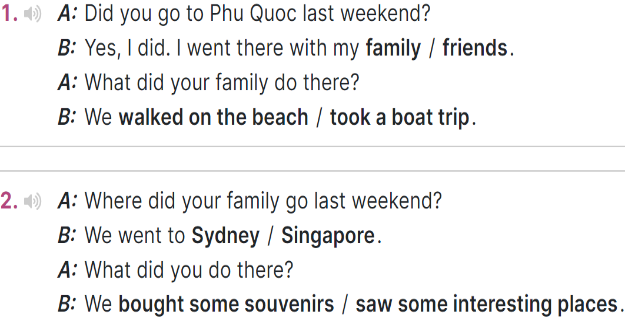 1. A: Did you go to Phu Quoc last weekend?
B: Yes, I did. I went there with my family / friends.
A: What did your family do there?
B: We walked on the beach / took a boat trip.
2. A: Where did your family go last weekend?
B: We went to Sydney / Singapore.
A: What did you do there?
B: We bought some souvenirs / saw some interesting places.